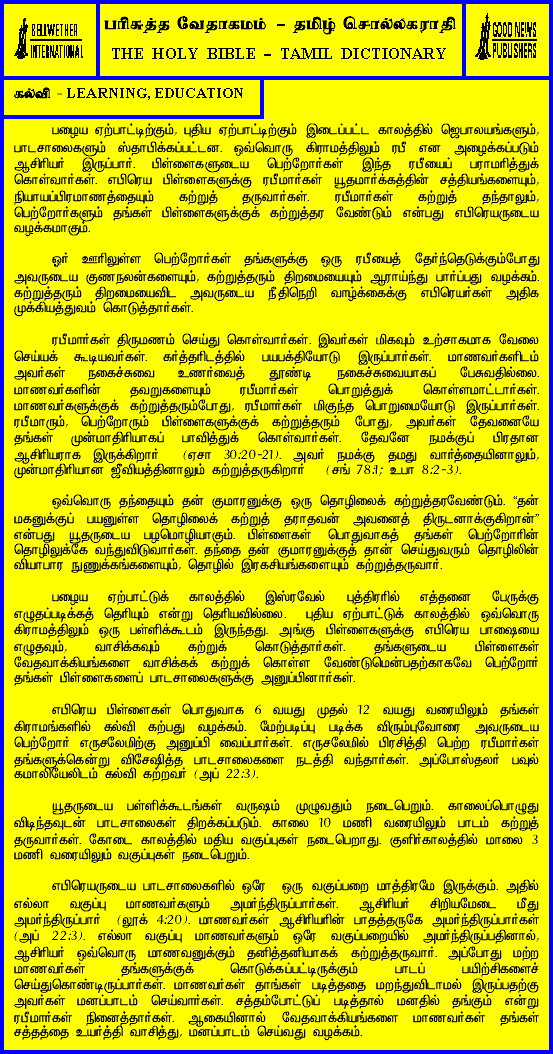 BELLWETHER
INTERNATIONAL
பரிசுத்த வேதாகமம் – தமிழ் சொல்லகராதி
THE HOLY BIBLE – TAMIL DICTIONARY
GOOD NEWS
PUBLISHERS
கல்வி – LEARNING, EDUCATION
பழைய ஏற்பாட்டிற்கும், புதிய ஏற்பாட்டிற்கும் இடைப்பட்ட காலத்தில் ஜெபாலயங்களும்,
பாடசாலைகளும் ஸ்தாபிக்கப்பட்டன. ஒவ்வொரு கிராமத்திலும் ரபீ என அழைக்கப்படும்
ஆசிரியர் இருப்பார். பிள்ளைகளுடைய பெற்றோர்கள் இந்த ரபீயைப் பராமரித்துக்
கொள்வார்கள். எபிரெய பிள்ளைகளுக்கு ரபீமார்கள் யூதமார்க்கத்தின் சத்தியங்களையும்,
நியாயப்பிரமாணத்தையும் கற்றுத் தருவார்கள். ரபீமார்கள் கற்றுத் தந்தாலும்,
பெற்றோர்களும் தங்கள் பிள்ளைகளுக்குக் கற்றுத்தர வேண்டும் என்பது எபிரெயருடைய
வழக்கமாகும்.
ஓர் ஊரிலுள்ள பெற்றோர்கள் தங்களுக்கு ஒரு ரபீயைத் தேர்ந்தெடுக்கும்போது
அவருடைய குணநலன்களையும், கற்றுத்தரும் திறமையையும் ஆராய்ந்து பார்ப்பது வழக்கம்.
கற்றுத்தரும் திறமையைவிட அவருடைய நீதிநெறி வாழ்க்கைக்கு எபிரெயர்கள் அதிக
முக்கியத்துவம் கொடுத்தார்கள்.
ரபீமார்கள் திருமணம் செய்து கொள்வார்கள். இவர்கள் மிகவும் உற்சாகமாக வேலை
செய்யக் கூடியவர்கள். கர்த்தரிடத்தில் பயபக்தியோடு இருப்பார்கள். மாணவர்களிடம்
அவர்கள் நகைச்சுவை உணர்வைத் தூண்டி நகைச்சுவையாகப் பேசுவதில்லை.
மாணவர்களின் தவறுகளையும் ரபீமார்கள் பொறுத்துக் கொள்ளமாட்டார்கள்.
மாணவர்களுக்குக் கற்றுத்தரும்போது, ரபீமார்கள் மிகுந்த பொறுமையோடு இருப்பார்கள்.
ரபீமாரும், பெற்றோரும் பிள்ளைகளுக்குக் கற்றுத்தரும் போது, அவர்கள் தேவனையே
தங்கள் முன்மாதிரியாகப் பாவித்துக் கொள்வார்கள். தேவனே நமக்குப் பிரதான
ஆசிரியராக இருக்கிறார் (ஏசா 30:20-21). அவர் நமக்கு தமது வார்த்தையினாலும்,
முன்மாதிரியான ஜீவியத்தினாலும் கற்றுத்தருகிறார் (சங் 78:1; உபா 8:2-3).
ஒவ்வொரு தந்தையும் தன் குமாரனுக்கு ஒரு தொழிலைக் கற்றுத்தரவேண்டும். “தன்
மகனுக்குப் பயனுள்ள தொழிலைக் கற்றுத் தராதவன் அவனைத் திருடனாக்குகிறான்”
என்பது யூதருடைய பழமொழியாகும். பிள்ளைகள் பொதுவாகத் தங்கள் பெற்றோரின்
தொழிலுக்கே வந்துவிடுவார்கள். தந்தை தன் குமாரனுக்குத் தான் செய்துவரும் தொழிலின்
வியாபார நுணுக்கங்களையும், தொழில் இரகசியங்களையும் கற்றுத்தருவார்.
பழைய ஏற்பாட்டுக் காலத்தில் இஸ்ரவேல் புத்திரரில் எத்தனை பேருக்கு
எழுதப்படிக்கத் தெரியும் என்று தெரியவில்லை. புதிய ஏற்பாட்டுக் காலத்தில் ஒவ்வொரு
கிராமத்திலும் ஒரு பள்ளிக்கூடம் இருந்தது. அங்கு பிள்ளைகளுக்கு எபிரெய பாஷையை
எழுதவும், வாசிக்கவும் கற்றுக் கொடுத்தார்கள். தங்களுடைய பிள்ளைகள்
வேதவாக்கியங்களை வாசிக்கக் கற்றுக் கொள்ள வேண்டுமென்பதற்காகவே பெற்றோர்
தங்கள் பிள்ளைகளைப் பாடசாலைகளுக்கு அனுப்பினார்கள்.
எபிரெய பிள்ளைகள் பொதுவாக 6 வயது முதல் 12 வயது வரையிலும் தங்கள்
கிராமங்களில் கல்வி கற்பது வழக்கம். மேற்படிப்பு படிக்க விரும்புவோரை அவருடைய
பெற்றோர் எருசலேமிற்கு அனுப்பி வைப்பார்கள். எருசலேமில் பிரசித்தி பெற்ற ரபீமார்கள்
தங்களுக்கென்று விசேஷித்த பாடசாலைகளை நடத்தி வந்தார்கள். அப்போஸ்தலர் பவுல்
கமாலியேலிடம் கல்வி கற்றவர் (அப் 22:3).
யூதருடைய பள்ளிக்கூடங்கள் வருஷம் முழுவதும் நடைபெறும். காலைப்பொழுது
விடிந்தவுடன் பாடசாலைகள் திறக்கப்படும். காலை 10 மணி வரையிலும் பாடம் கற்றுத்
தருவார்கள். கோடை காலத்தில் மதிய வகுப்புகள் நடைபெறாது. குளிர்காலத்தில் மாலை 3
மணி வரையிலும் வகுப்புகள் நடைபெறும்.
எபிரெயருடைய பாடசாலைகளில் ஒரே ஒரு வகுப்பறை மாத்திரமே இருக்கும். அதில்
எல்லா வகுப்பு மாணவர்களும் அமர்ந்திருப்பார்கள். ஆசிரியர் சிறியமேடை மீது
அமர்ந்திருப்பார் (லூக் 4:20). மாணவர்கள் ஆசிரியரின் பாதத்தருகே அமர்ந்திருப்பார்கள்
(அப் 22:3). எல்லா வகுப்பு மாணவர்களும் ஒரே வகுப்பறையில் அமர்ந்திருப்பதினால்,
ஆசிரியர் ஒவ்வொரு மாணவனுக்கும் தனித்தனியாகக் கற்றுத்தருவார். அப்போது மற்ற
மாணவர்கள் தங்களுக்குக் கொடுக்கப்பட்டிருக்கும் பாடப் பயிற்சிகளைச்
செய்துகொண்டிருப்பார்கள். மாணவர்கள் தாங்கள் படித்ததை மறந்துவிடாமல் இருப்பதற்கு
அவர்கள் மனப்பாடம் செய்வார்கள். சத்தம்போட்டுப் படித்தால் மனதில் தங்கும் என்று
ரபீமார்கள் நினைத்தார்கள். ஆகையினால் வேதவாக்கியங்களை மாணவர்கள் தங்கள்
சத்தத்தை உயர்த்தி வாசித்து, மனப்பாடம் செய்வது வழக்கம்.